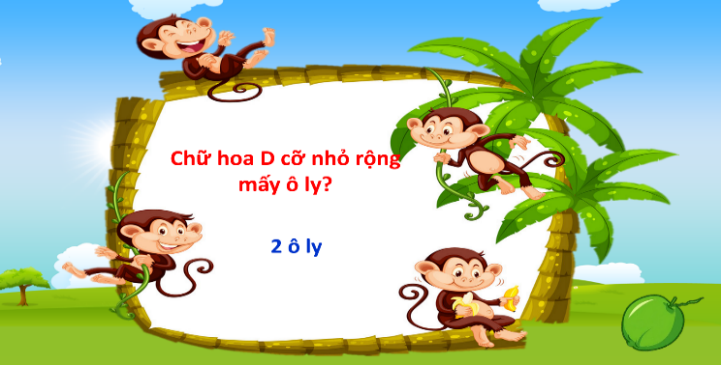 Chữ hoa D cỡ nhỏ rộng
mấy ô ly?
2 ô ly